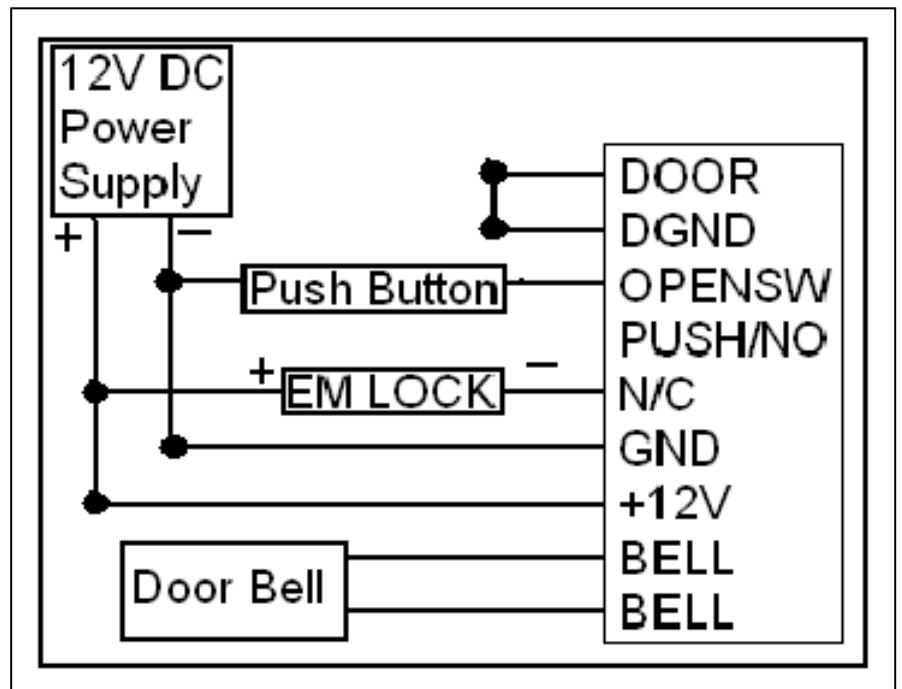 12V DC
Power
Supply
+ −
DOOR
DGND
Push Button
OPENSW
PUSH/NO
+ EM LOCK −
N/C
GND
+12V
Door Bell
BELL
BELL